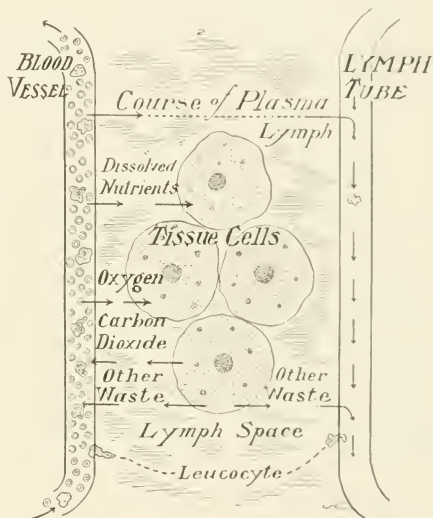 BLOOD
VESSEL
LYMPH
TUBE
Course of Plasma
Lymph
Dissolved
Nutrients
Tissue Cells
Oxygen
Carbon
Dioxide
Other
Waste
Other
Waste
Lymph Space
Leucocyte